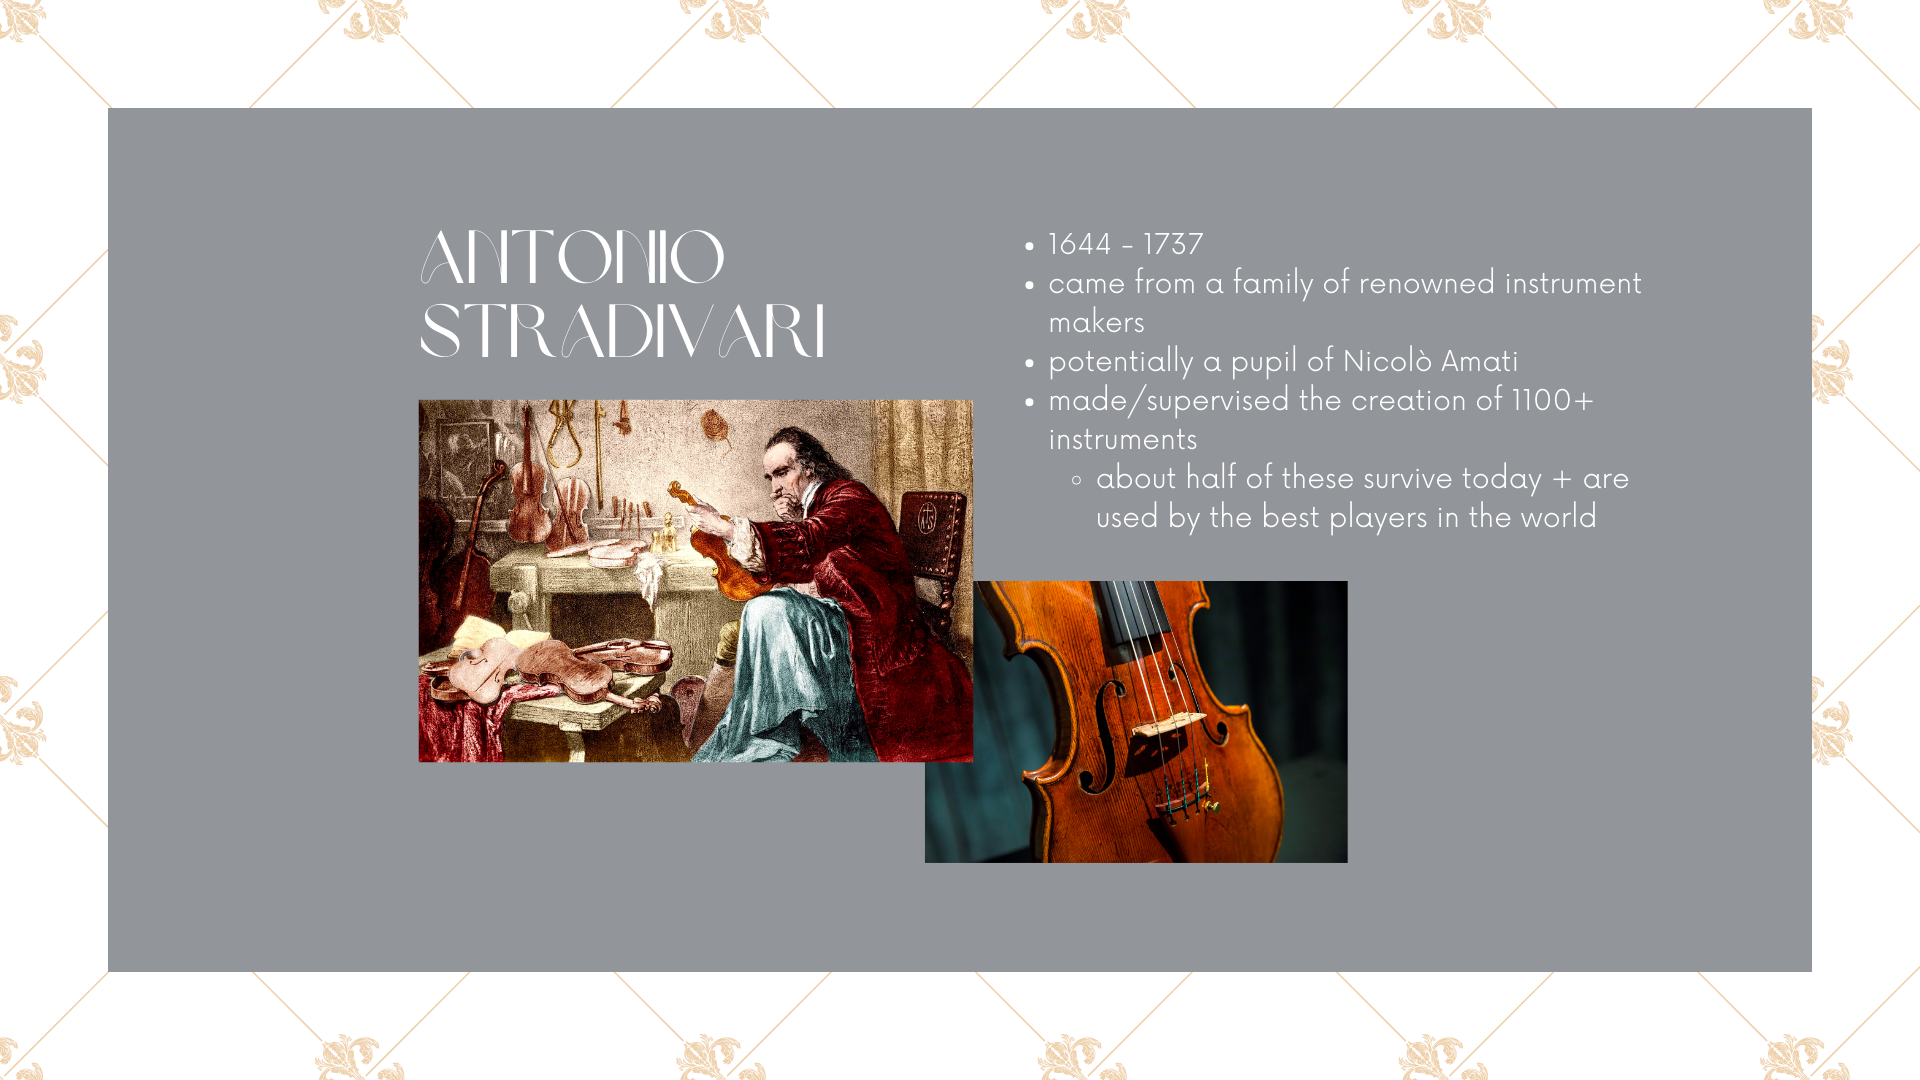 ANTONIO
STRADIVARI
• 1644 - 1737
• came from a family of renowned instrument
makers
• potentially a pupil of Nicolò Amati
• made/supervised the creation of 1100+
instruments
◦ about half of these survive today + are
used by the best players in the world